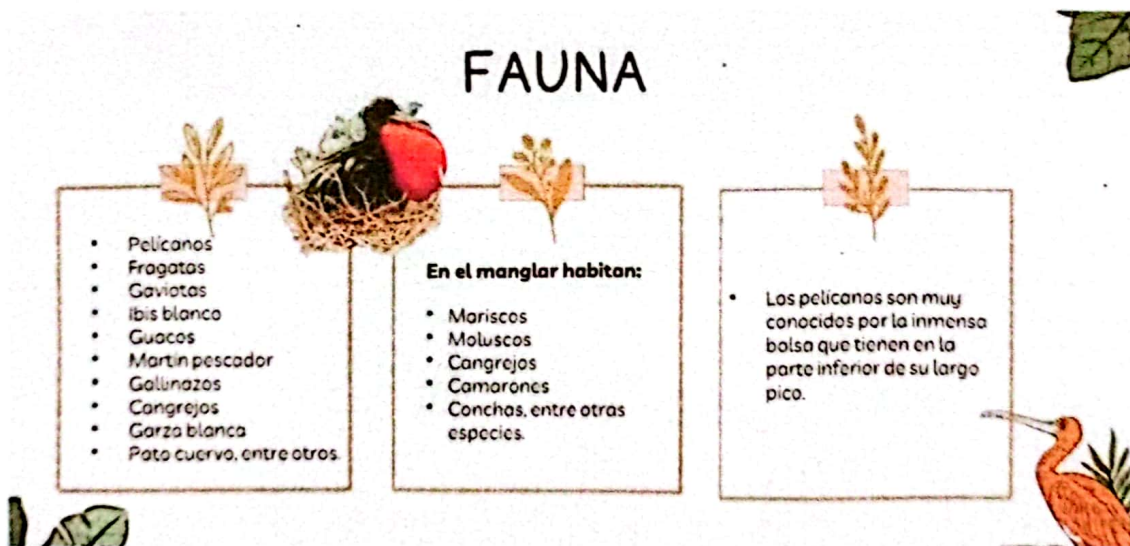 FAUNA
Pelícanos
Fragatas
Gaviotas
Ibis blanco
Guacos
Martín pescador
Gallinazos
Cangrejos
Garza blanca
Pato cuervo, entre otros.
En el manglar habitan:
Mariscos
Moluscos
Cangrejos
Camarones
Conchas, entre otras
especies.
Los pelícanos son muy
conocidos por la inmensa
bolsa que tienen en la
parte inferior de su largo
pico.